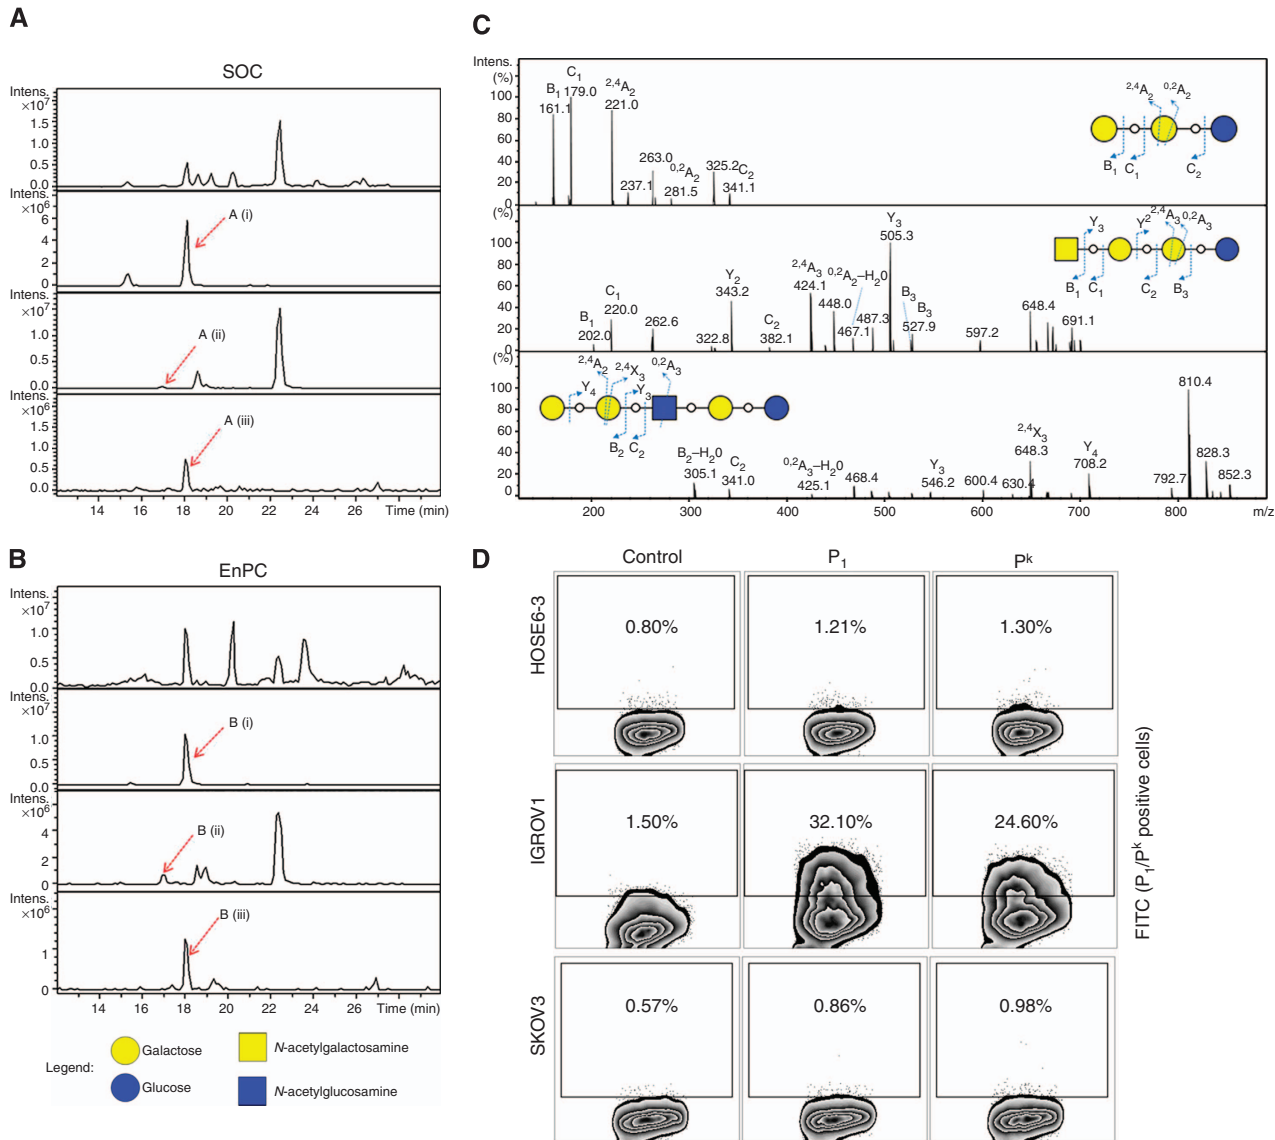 A
SOC
Intens.
×10⁷
1.5
1.0
0.5
0.0
Intens.
×10⁶
6
4
2
0
A (i)
Intens.
×10⁷
1.0
0.5
0.0
A (ii)
Intens.
×10⁶
2.0
1.5
1.0
0.5
0.0
A (iii)
14 16 18 20 22 24 26 Time (min)
B
EnPC
Intens.
×10⁷
1.0
0.5
0.0
Intens.
×10⁷
1.0
0.5
0.0
B (i)
Intens.
×10⁶
4
2
0
B (ii)
Intens.
×10⁶
1
0
B (iii)
14 16 18 20 22 24 26 Time (min)
Legend:
Galactose
N-acetylgalactosamine
Glucose
N-acetylglucosamine
C
Intens.
(%)
100
80
60
40
20
0
B₁
161.1
C₁
179.0
²,⁴A₂
221.0
237.1
263.0
⁰,²A₂
281.5
325.2
C₂
341.1
²,⁴A₂ ⁰,²A₂
B₁ C₁ C₂
(%)
100
80
60
40
20
0
B₁
202.0
C₁
220.0
262.6
322.8
Y₂
343.2
C₂
382.1
²,⁴A₃
424.1
448.0
⁰,²A₂–H₂0
467.1
487.3
Y₃
505.3
B₃
B₃
527.9
597.2
648.4
691.1
Y₃ Y² ²,⁴A₃ ⁰,²A₃
B₁ C₁ C₂ B₃
(%)
100
80
60
40
20
0
²,⁴A₂ ²,⁴X₃ ⁰,²A₃
Y₄ Y₃
B₂ C₂
B₂–H₂0
305.1
C₂
341.0
⁰,²A₃–H₂0
425.1
468.4
Y₃
546.2
600.4
630.4
²,⁴X₃
648.3
Y₄
708.2
792.7
810.4
828.3
852.3
200 300 400 500 600 700 800 m/z
D
Control P₁ Pᵏ
HOSE6-3
0.80% 1.21% 1.30%
IGROV1
1.50% 32.10% 24.60%
SKOV3
0.57% 0.86% 0.98%
FITC (P₁/Pᵏ positive cells)